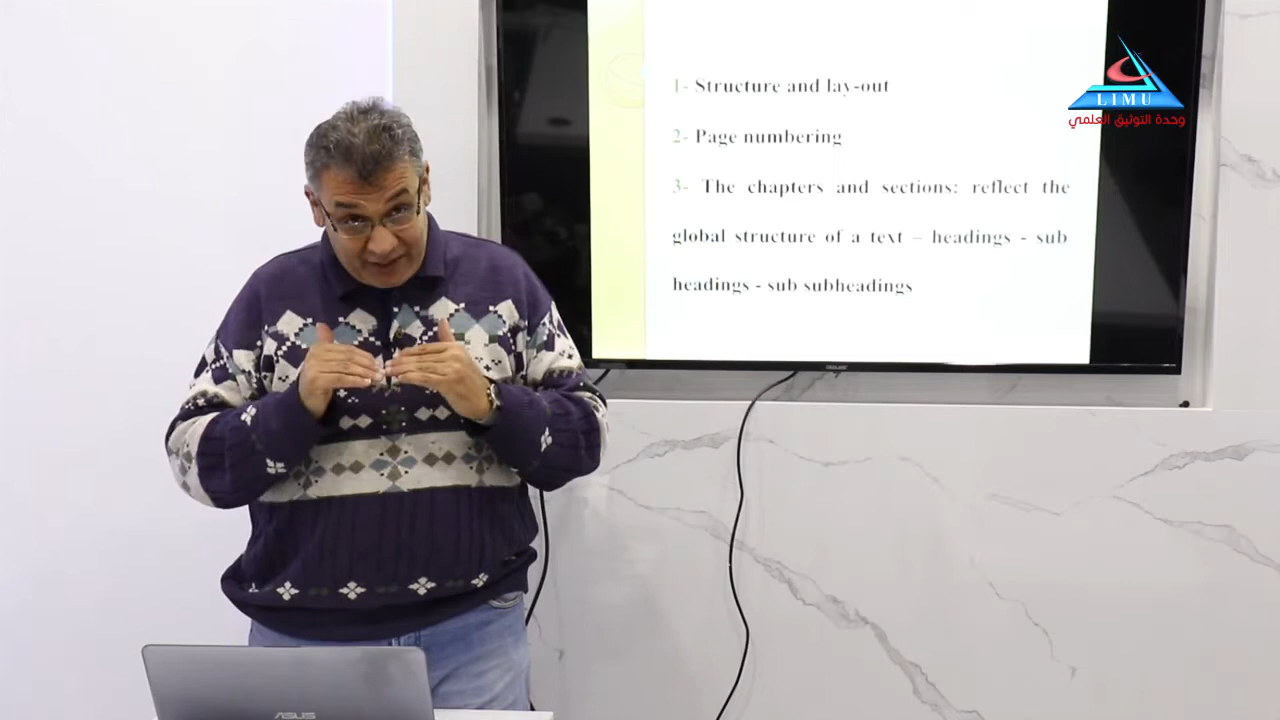 1- Structure and lay-out
2- Page numbering
3- The chapters and sections: reflect the
global structure of a text – headings - sub
headings - sub subheadings
LIMU
وحدة التوثيق العلمي
ASUS